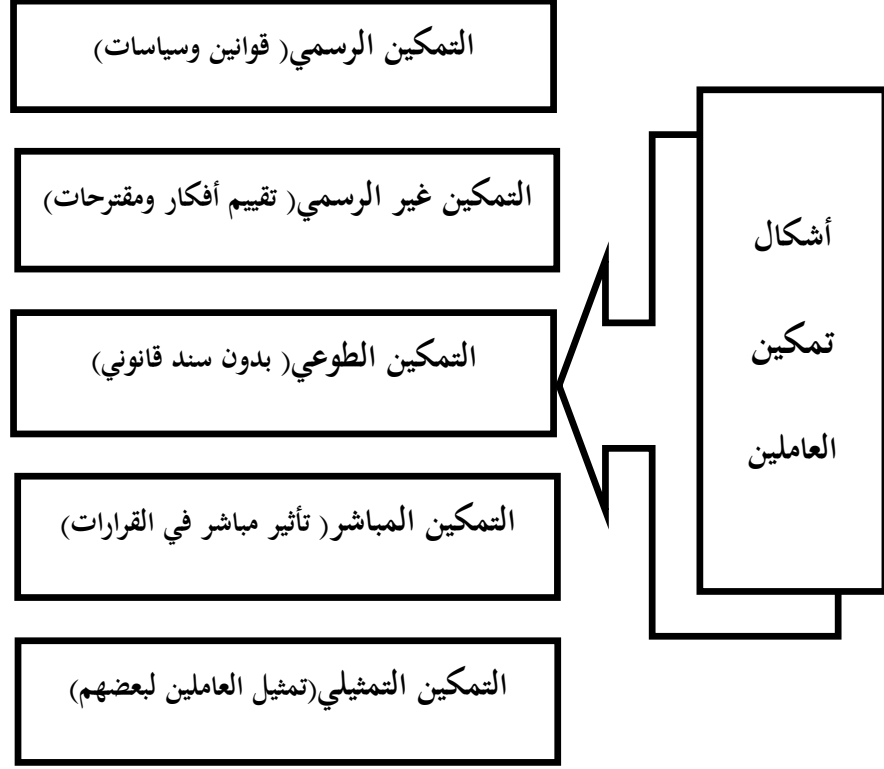 أشكال
تمكين
العاملين
التمكين الرسمي( قوانين وسياسات)
التمكين غير الرسمي( تقييم أفكار ومقترحات)
التمكين الطوعي( بدون سند قانوني)
التمكين المباشر( تأثير مباشر في القرارات)
التمكين التمثيلي(تمثيل العاملين لبعضهم)